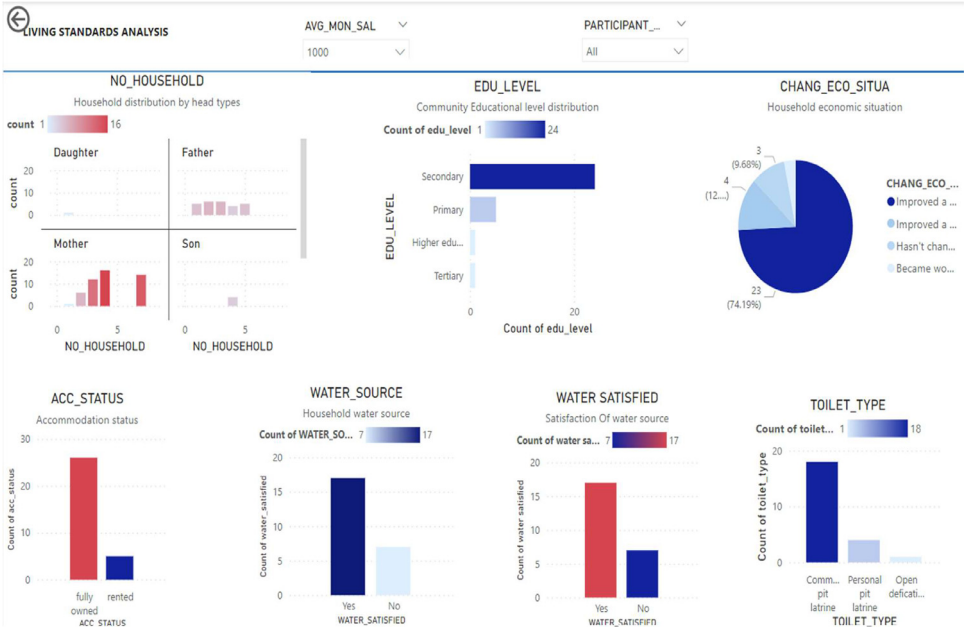 LIVING STANDARDS ANALYSIS
AVG_MON_SAL
1000
PARTICIPANT_...
All
NO_HOUSEHOLD
Household distribution by head types
count 1 16
Daughter
Father
20
10
0
count
Mother
Son
20
10
0
count
0 5 0 5
NO_HOUSEHOLD NO_HOUSEHOLD
EDU_LEVEL
Community Educational level distribution
Count of edu_level 1 24
EDU_LEVEL
Secondary
Primary
Higher edu...
Tertiary
0 20
Count of edu_level
CHANG_ECO_SITUA
Household economic situation
3
(9.68%)
4
(12....)
23
(74.19%)
CHANG_ECO_...
Improved a ...
Improved a ...
Hasn't chan...
Became wo...
ACC_STATUS
Accommodation status
30
20
10
0
Count of acc_status
fully
owned
rented
ACC_STATUS
WATER_SOURCE
Household water source
Count of WATER_SO... 7 17
20
15
10
5
0
Count of water_satisfied
Yes No
WATER_SATISFIED
WATER SATISFIED
Satisfaction Of water source
Count of water sa... 7 17
20
15
10
5
0
Count of water satisfied
Yes No
WATER_SATISFIED
TOILET_TYPE
Count of toilet... 1 18
20
10
0
Count of toilet_type
Comm...
pit
latrine
Personal
pit
latrine
Open
deficati...
TOILET_TYPE